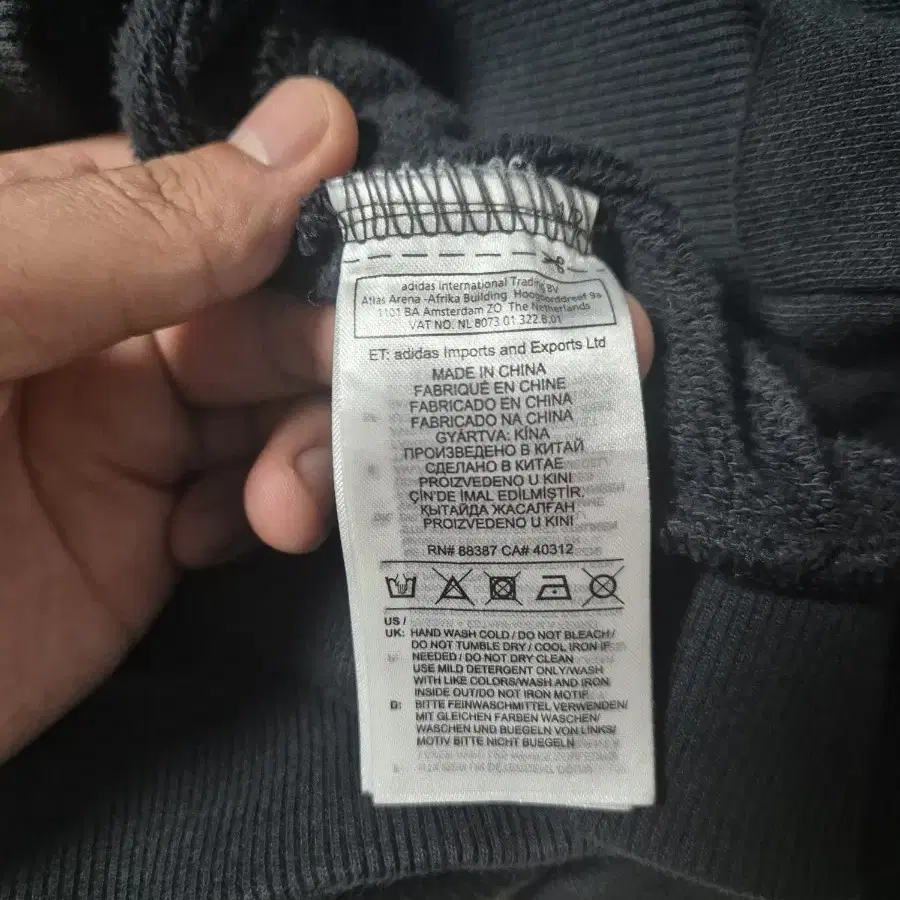 adidas International Trading BV
Atlas Arena -Afrika Building Hoogoorddreef 9a
1101 BA Amsterdam ZO The Netherlands
VAT NO. NL 8073.01.322.B.01
ET: adidas Imports and Exports Ltd
MADE IN CHINA
FABRIQUÉ EN CHINE
FABRICADO EN CHINA
FABRICADO NA CHINA
GYÁRTVA: KÍNA
ПРОИЗВЕДЕНО В КИТАЙ
СДЕЛАНО В КИТАЕ
PROIZVEDENO U KINI
ÇİN'DE İMAL EDİLMİŞTİR.
ҚЫТАЙДА ЖАСАЛҒАН
PROIZVEDENO U KINI
RN# 88387 CA# 40312
US /
UK: HAND WASH COLD / DO NOT BLEACH /
DO NOT TUMBLE DRY / COOL IRON IF
NEEDED / DO NOT DRY CLEAN
USE MILD DETERGENT ONLY/WASH
WITH LIKE COLORS/WASH AND IRON
INSIDE OUT/DO NOT IRON MOTIF
D: BITTE FEINWASCHMITTEL VERWENDEN/
MIT GLEICHEN FARBEN WASCHEN/
WASCHEN UND BUEGELN VON LINKS/
MOTIV BITTE NICHT BUEGELN